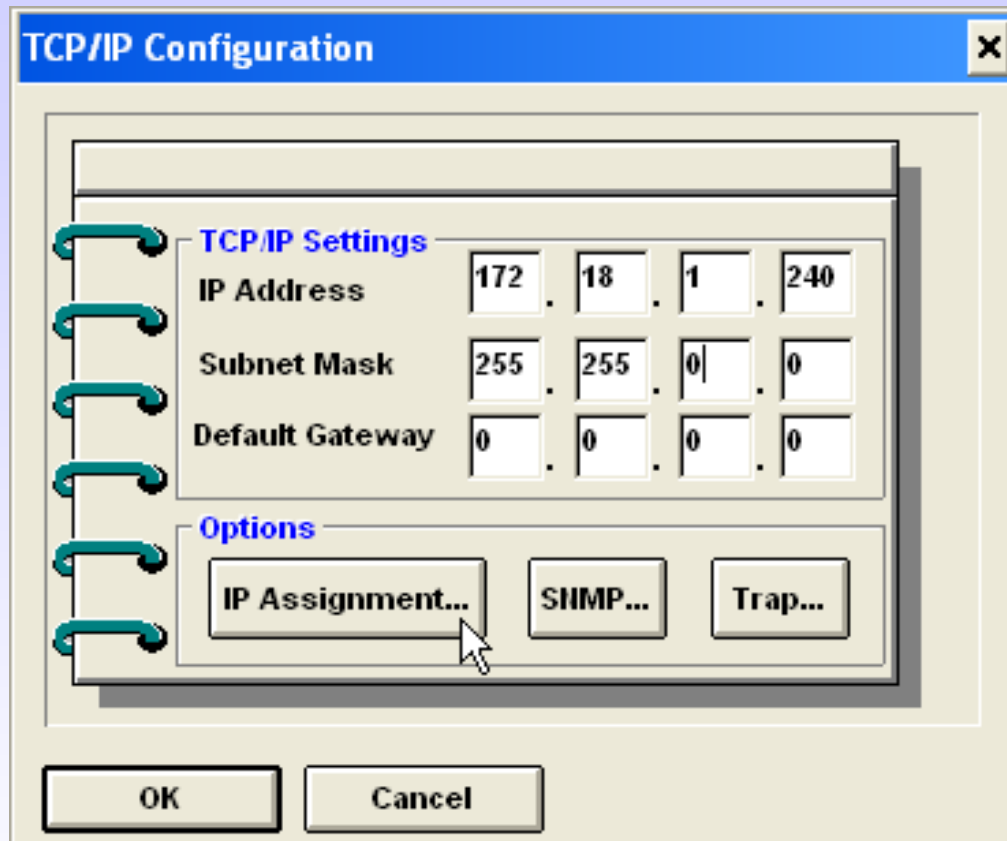 TCP/IP Configuration
TCP/IP Settings
IP Address 172 . 18 . 1 . 240
Subnet Mask 255 . 255 . 0 . 0
Default Gateway 0 . 0 . 0 . 0
Options
IP Assignment... SNMP... Trap...
OK Cancel